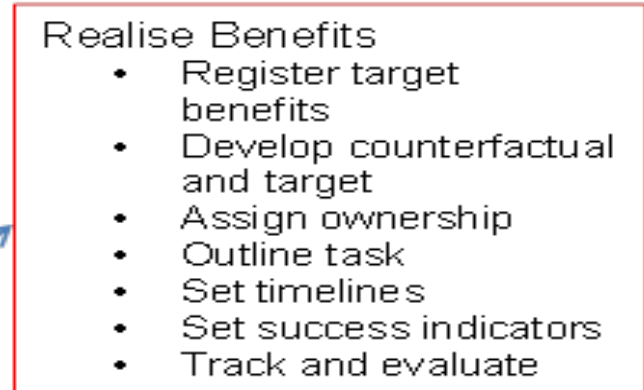 Realise Benefits
• Register target
benefits
• Develop counterfactual
and target
• Assign ownership
• Outline task
• Set timelines
• Set success indicators
• Track and evaluate